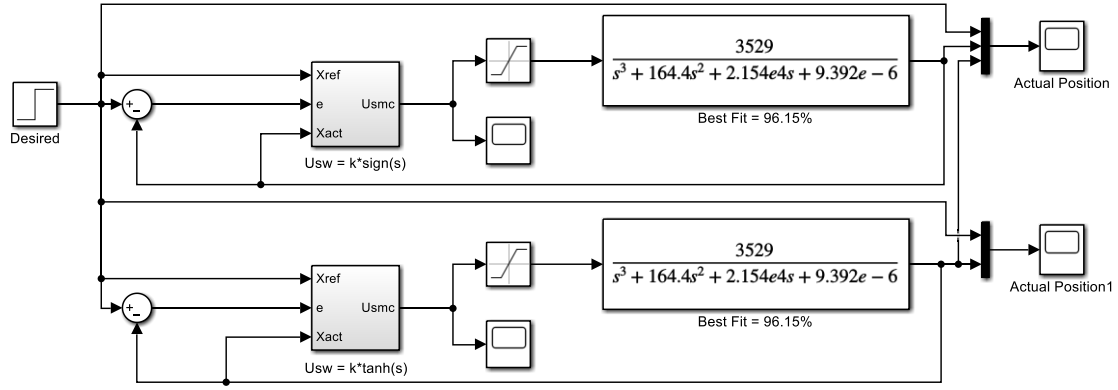 3529
s³ + 164.4s² + 2.154e4s + 9.392e − 6
Best Fit = 96.15%
Actual Position
Desired
+
−
Xref
e
Xact
Usmc
Usw = k*sign(s)
3529
s³ + 164.4s² + 2.154e4s + 9.392e − 6
Best Fit = 96.15%
Actual Position1
+
−
Xref
e
Xact
Usmc
Usw = k*tanh(s)